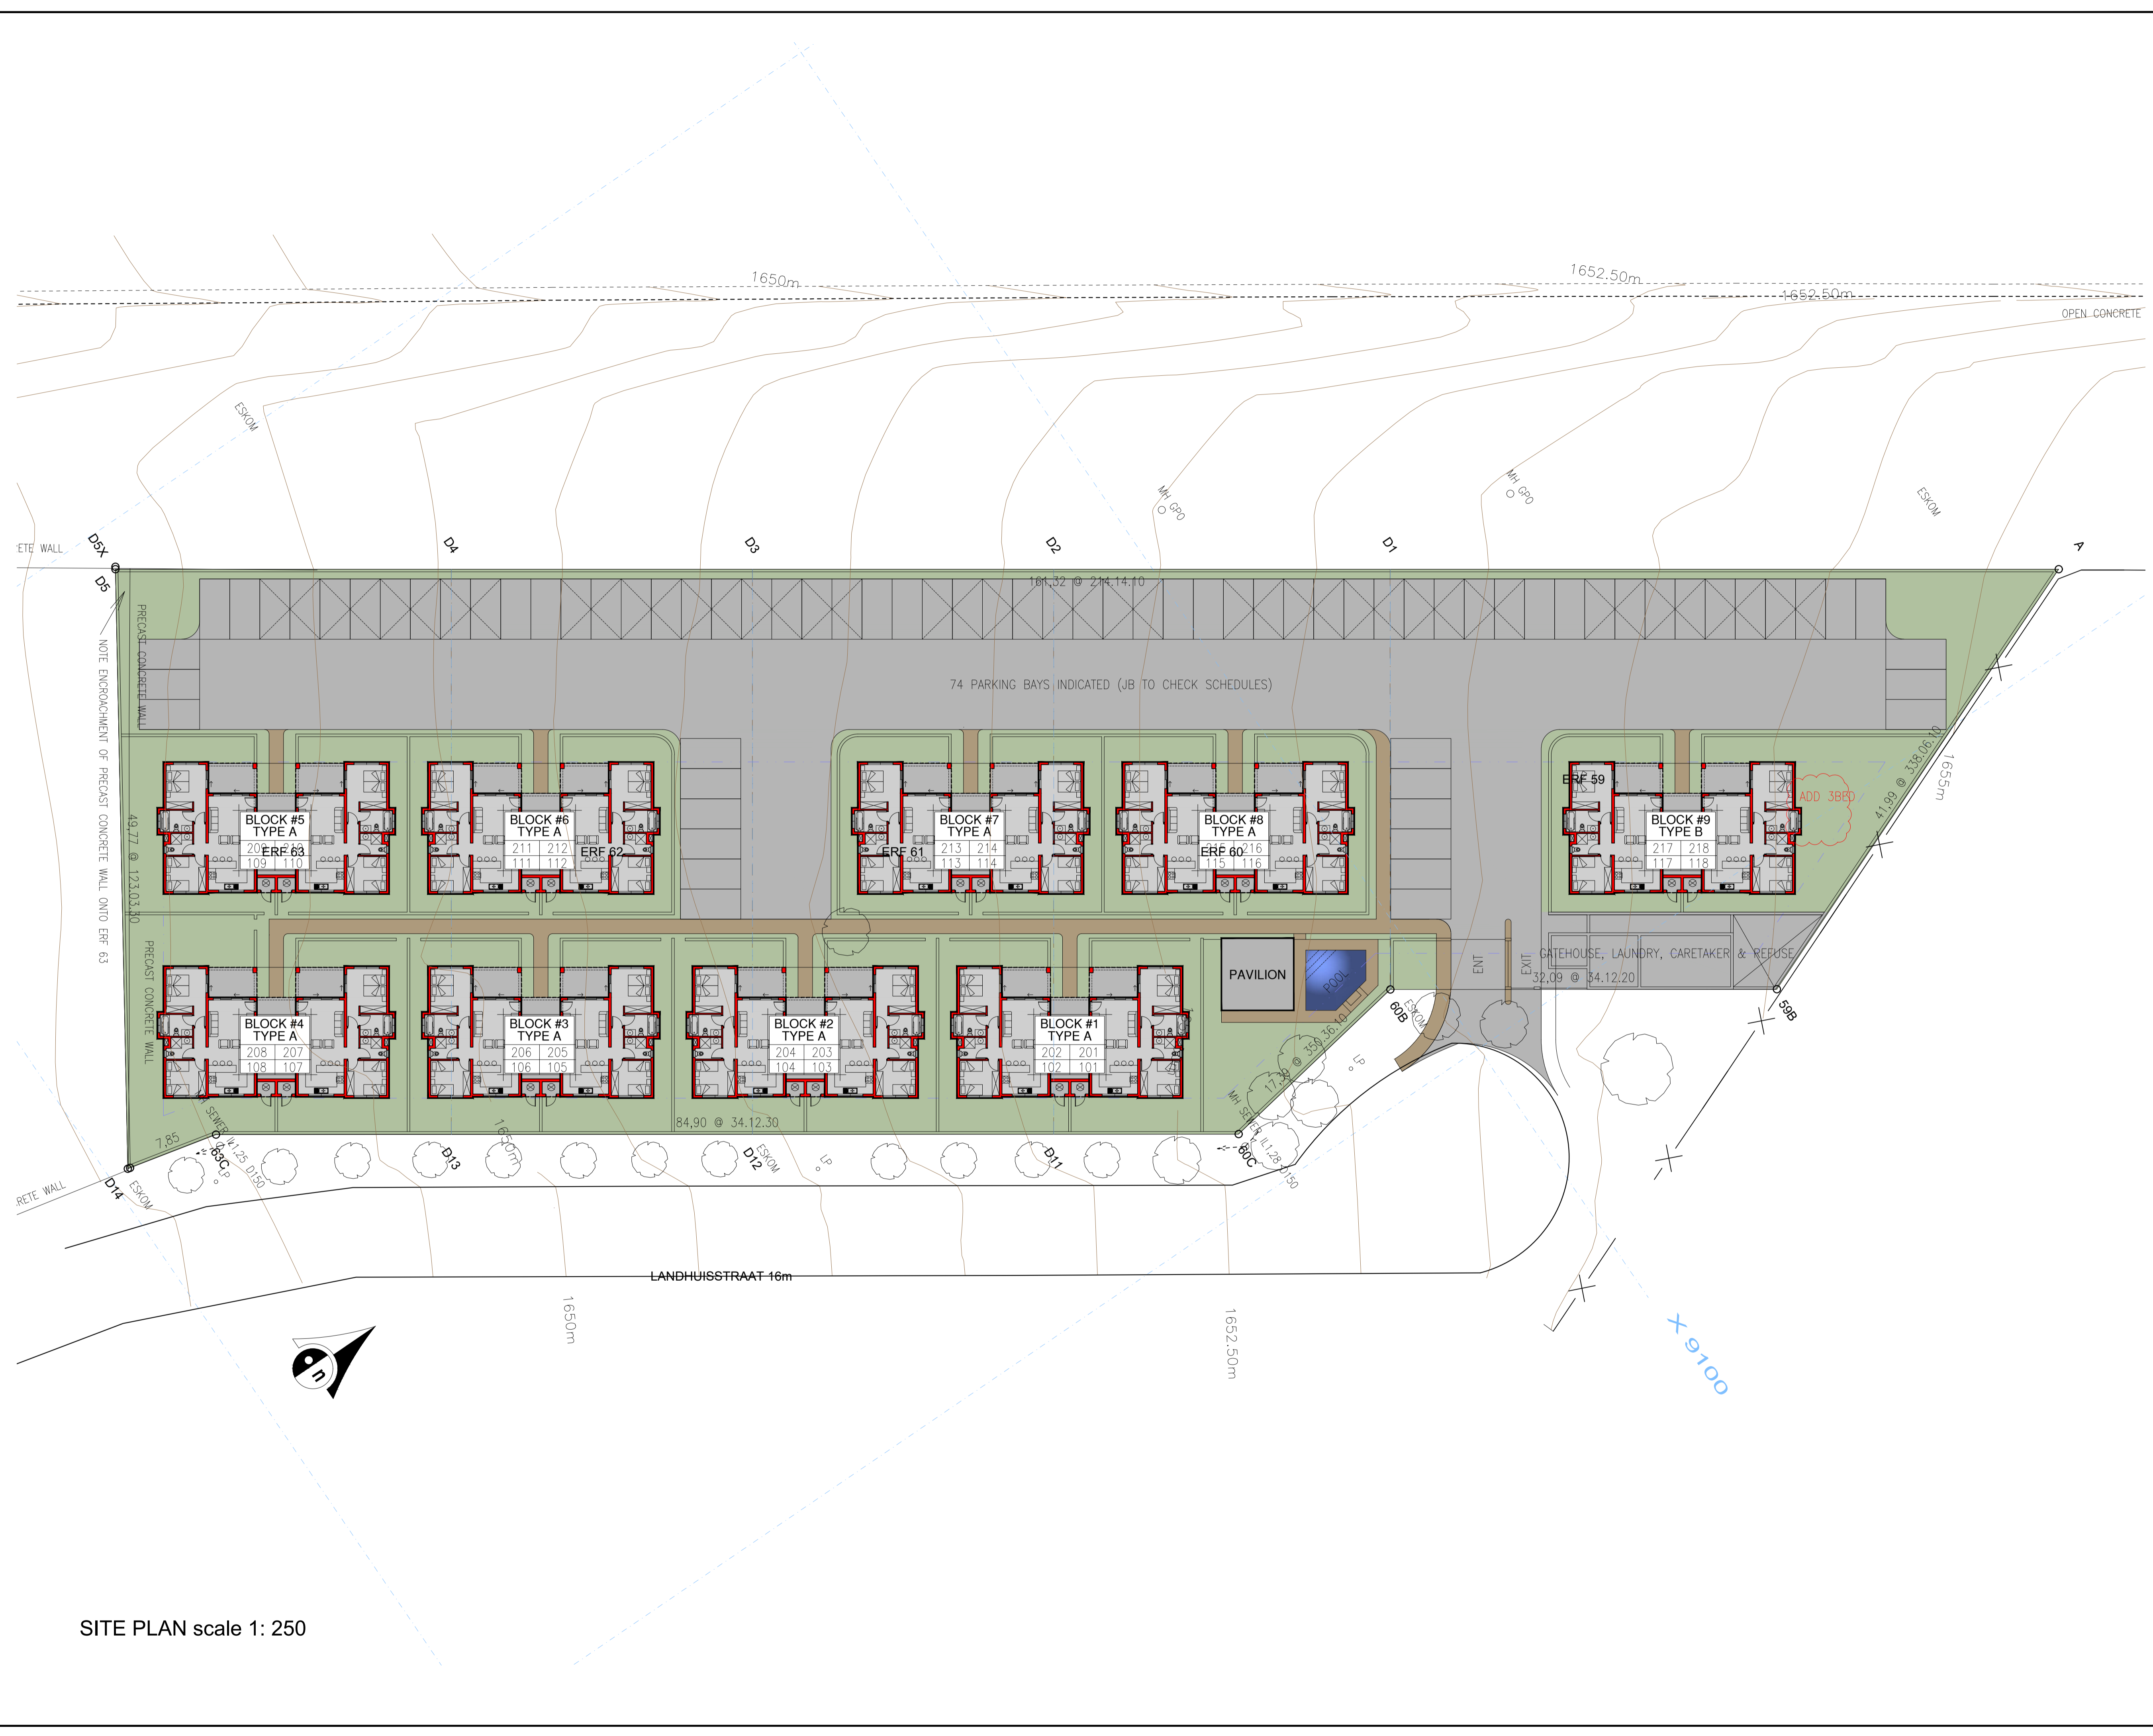 1650m
1652.50m
1652.50m
OPEN CONCRETE
ESKOM
MH GPO
MH GPO
ESKOM
ETE WALL
D5X
D5
D4
D3
D2
D1
A
161,32 @ 214.14.10
PRECAST CONCRETE WALL
NOTE ENCROACHMENT OF PRECAST CONCRETE WALL ONTO ERF 63
74 PARKING BAYS INDICATED (JB TO CHECK SCHEDULES)
49,77 @ 123.03.30
41,99 @ 338.06.10
1655m
BLOCK #5
TYPE A
209 210
109 110
ERF 63
BLOCK #6
TYPE A
211 212
111 112
ERF 62
BLOCK #7
TYPE A
213 214
113 114
ERF 61
BLOCK #8
TYPE A
215 216
115 116
ERF 60
ERF 59
BLOCK #9
TYPE B
217 218
117 118
ADD 3BED
PRECAST CONCRETE WALL
BLOCK #4
TYPE A
208 207
108 107
BLOCK #3
TYPE A
206 205
106 105
BLOCK #2
TYPE A
204 203
104 103
BLOCK #1
TYPE A
202 201
102 101
PAVILION
POOL
ENT
EXIT
GATEHOUSE, LAUNDRY, CARETAKER & REFUSE
32,09 @ 34.12.20
60B
ESKOM
59B
17,39 @ 350.36.10
LP
84,90 @ 34.12.30
7,85
63C
LP
D14
ESKOM
RETE WALL
D13
1650m
D12
ESKOM
LP
D11
60C
LANDHUISSTRAAT 16m
1650m
1652.50m
X 9100
n
SITE PLAN scale 1: 250